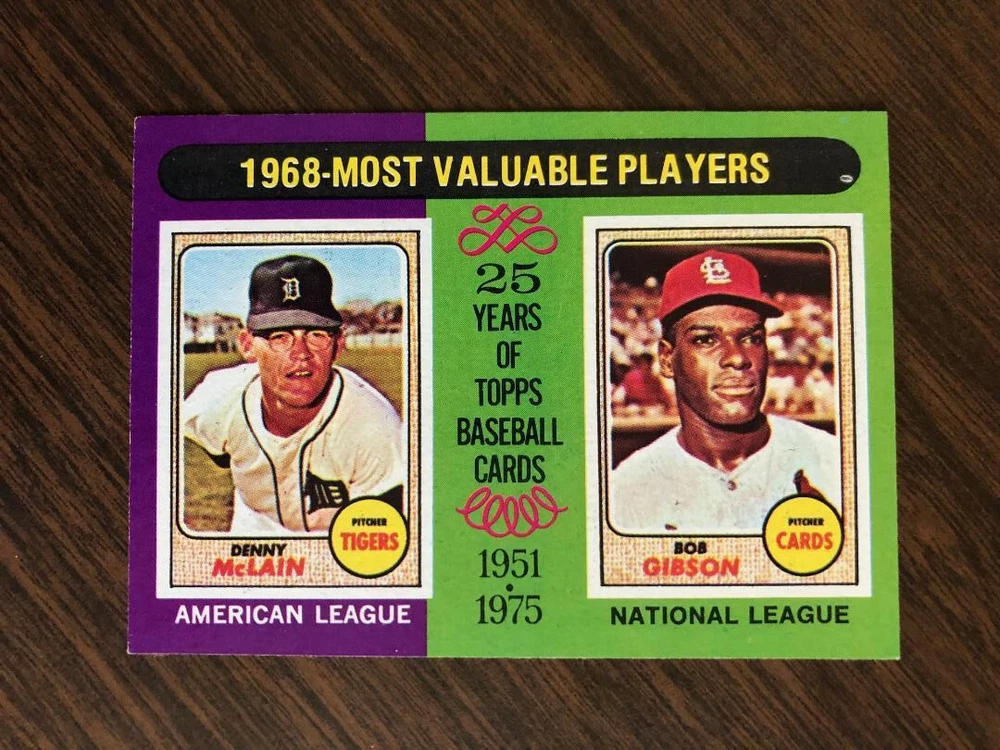 1968-MOST VALUABLE PLAYERS
D
DENNY
McLAIN
PITCHER
TIGERS
AMERICAN LEAGUE
25
YEARS
OF
TOPPS
BASEBALL
CARDS
1951
•
1975
STL
BOB
GIBSON
PITCHER
CARDS
NATIONAL LEAGUE